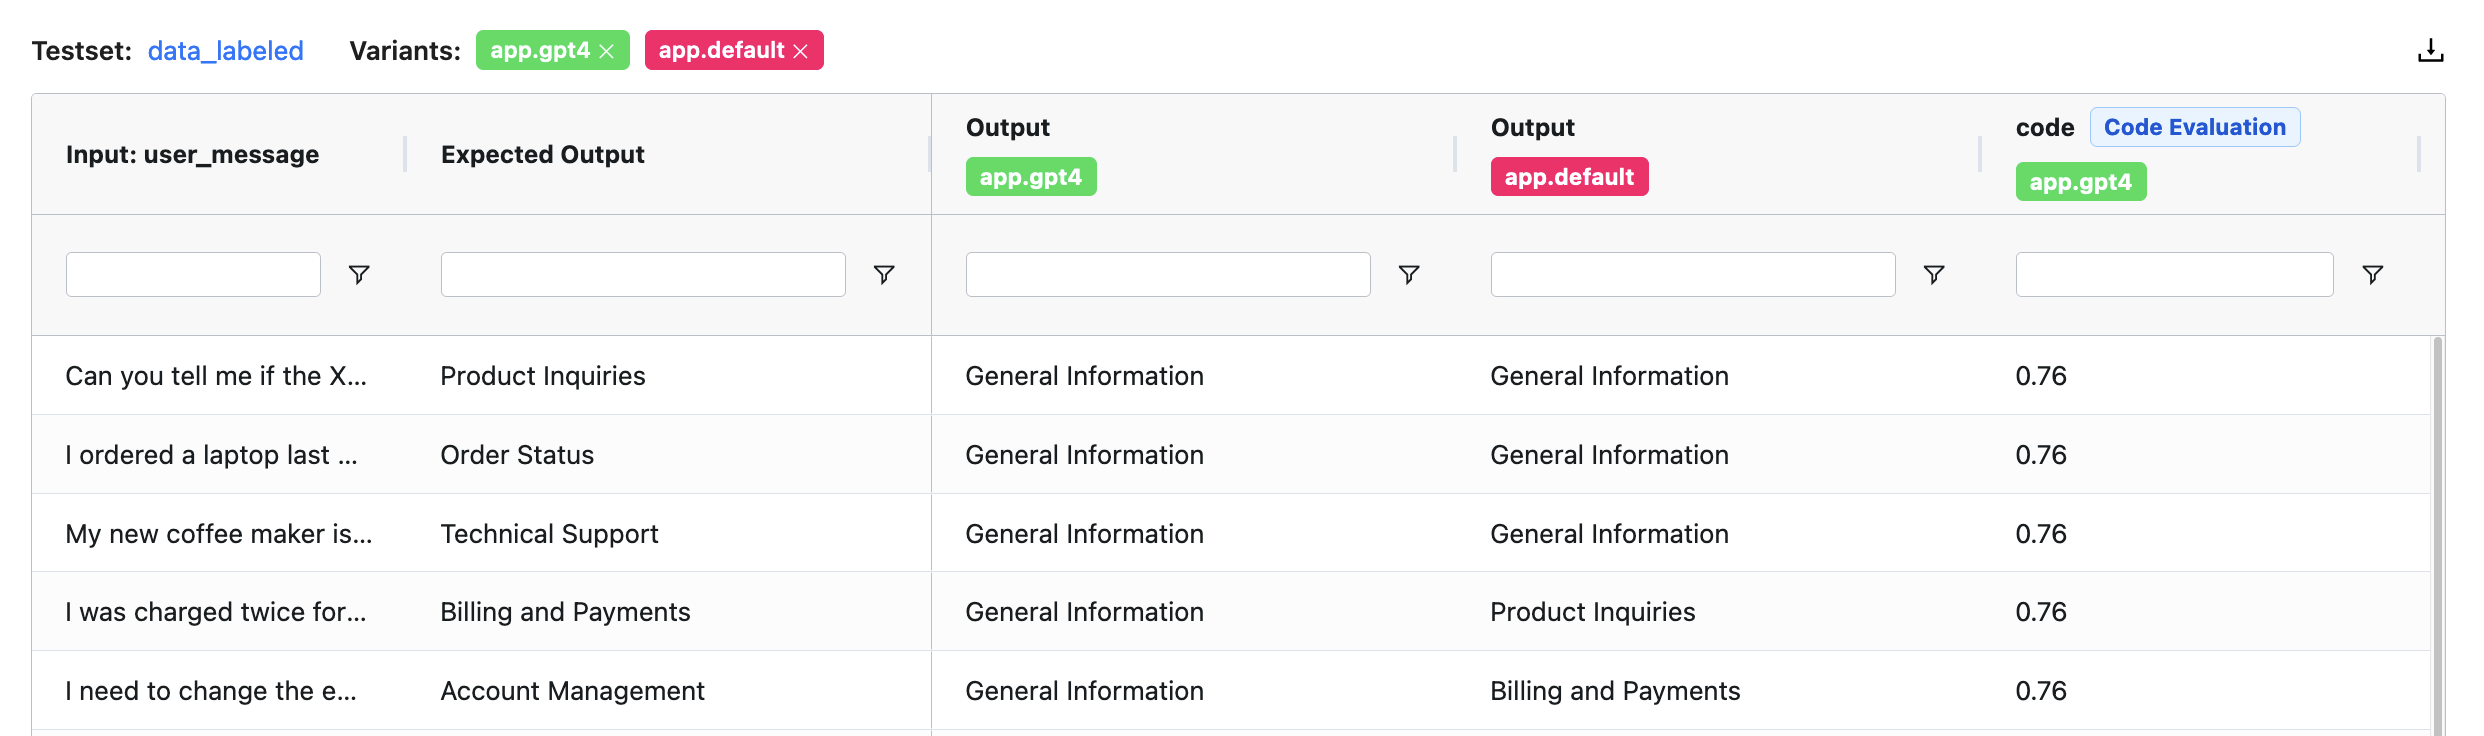 Testset: data_labeled Variants: app.gpt4 app.default
Input: user_message Expected Output Output app.gpt4 Output app.default code Code Evaluation app.gpt4
Can you tell me if the X... Product Inquiries General Information General Information 0.76
I ordered a laptop last ... Order Status General Information General Information 0.76
My new coffee maker is... Technical Support General Information General Information 0.76
I was charged twice for... Billing and Payments General Information Product Inquiries 0.76
I need to change the e... Account Management General Information Billing and Payments 0.76